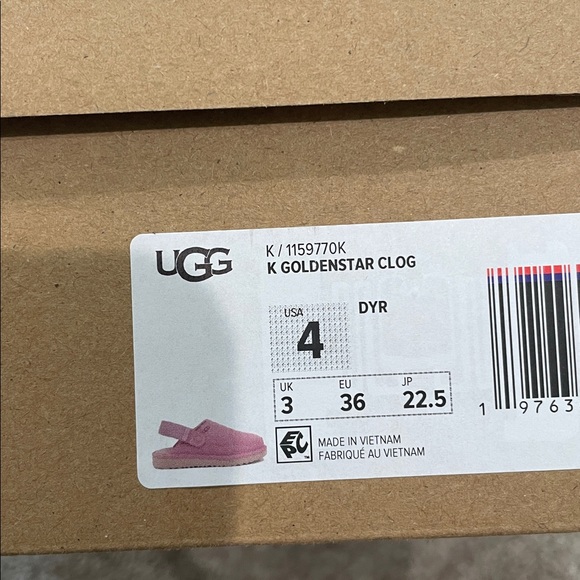 UGG
K / 1159770K
K GOLDENSTAR CLOG
USA
4
DYR
UK EU JP
3 36 22.5
1 9763
EPC™
MADE IN VIETNAM
FABRIQUÉ AU VIETNAM